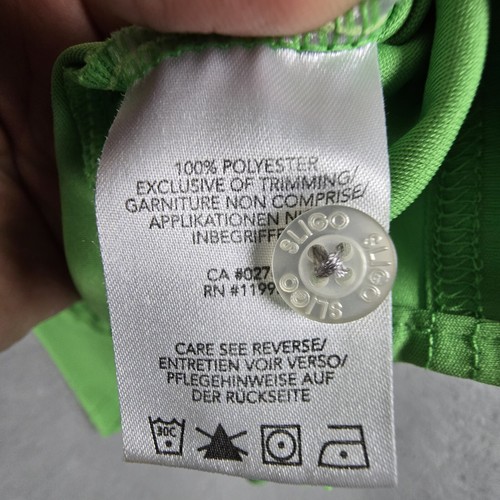 100% POLYESTER
EXCLUSIVE OF TRIMMING/
GARNITURE NON COMPRISE/
APPLIKATIONEN
INBEGRIFFE
CA #027
RN #1199
SLIGO
SLIGO
SLIGO
CARE SEE REVERSE/
ENTRETIEN VOIR VERSO/
PFLEGEHINWEISE AUF
DER RÜCKSEITE
30C